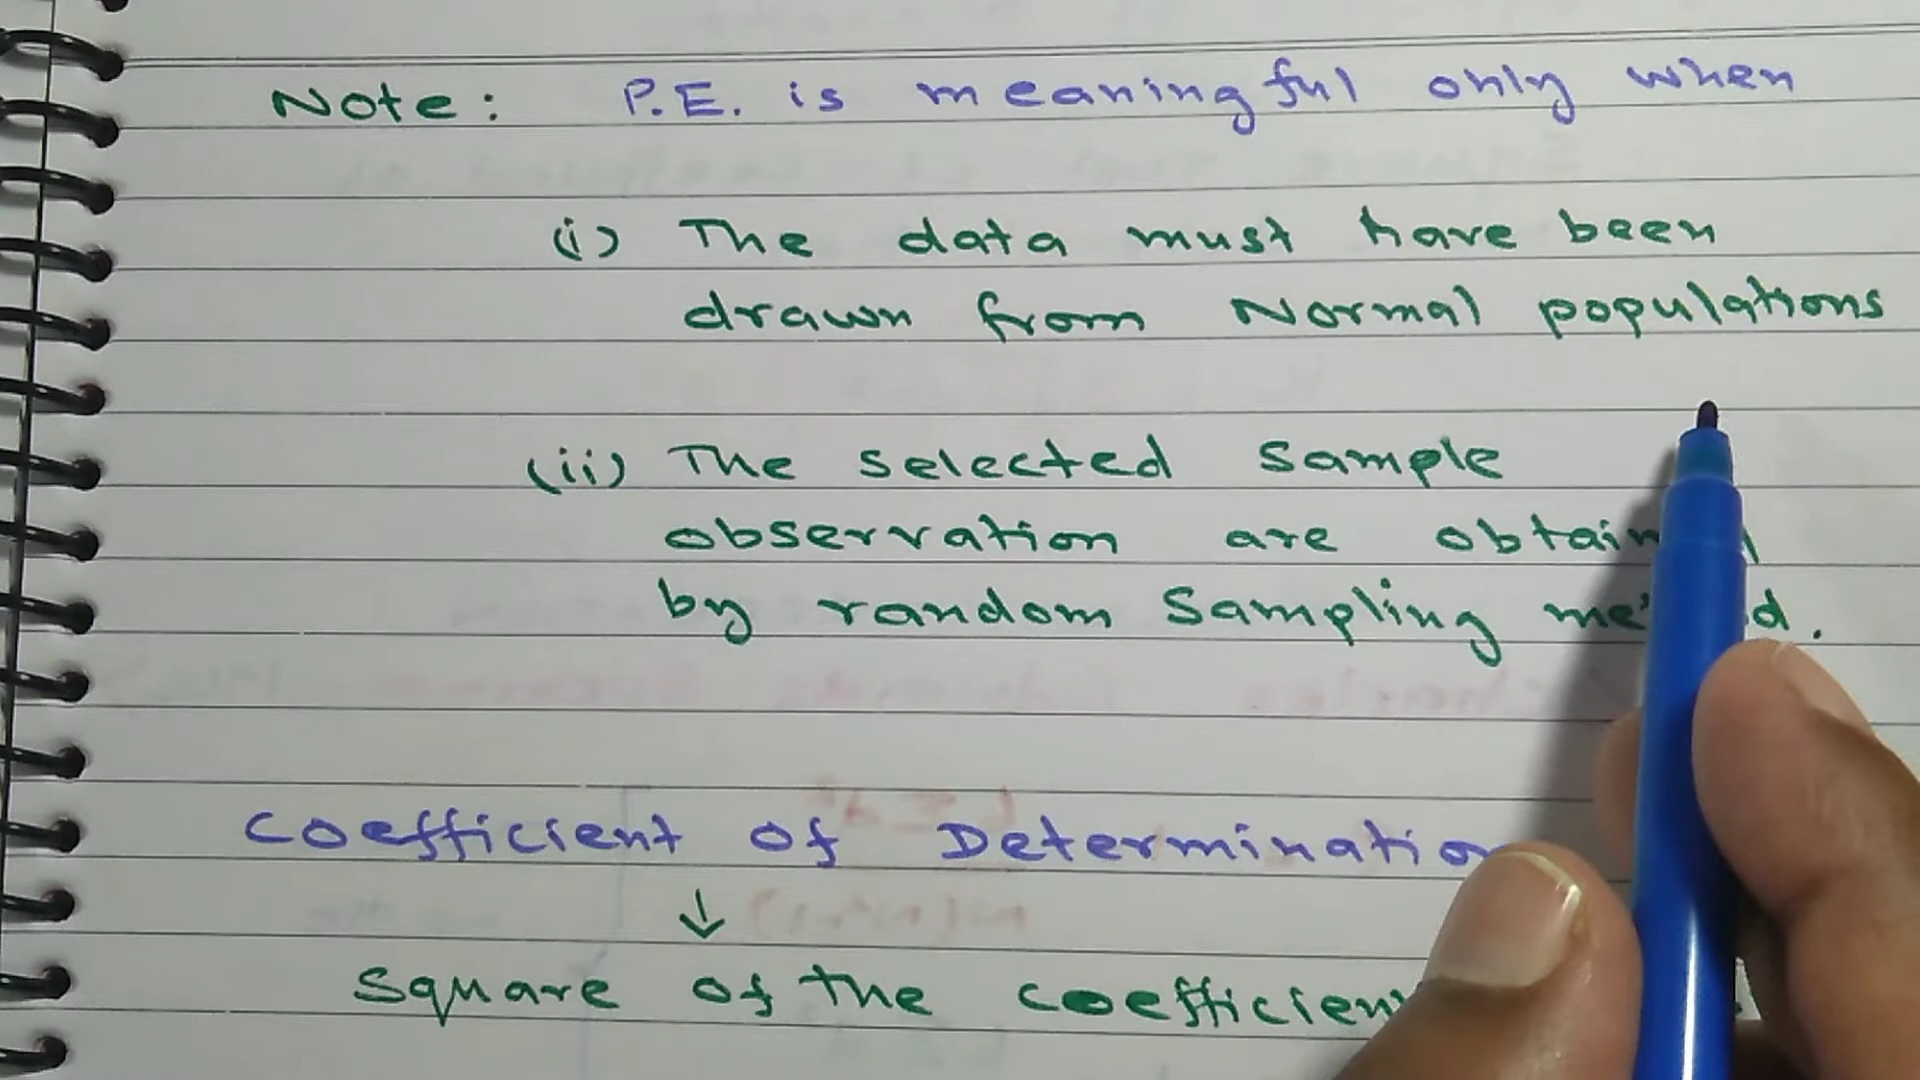 Note: P.E. is meaningful only when
(i) The data must have been
drawn from Normal populations
(ii) The selected sample
observation are
by random sampling
Coefficient of Determination
↓
Square of the